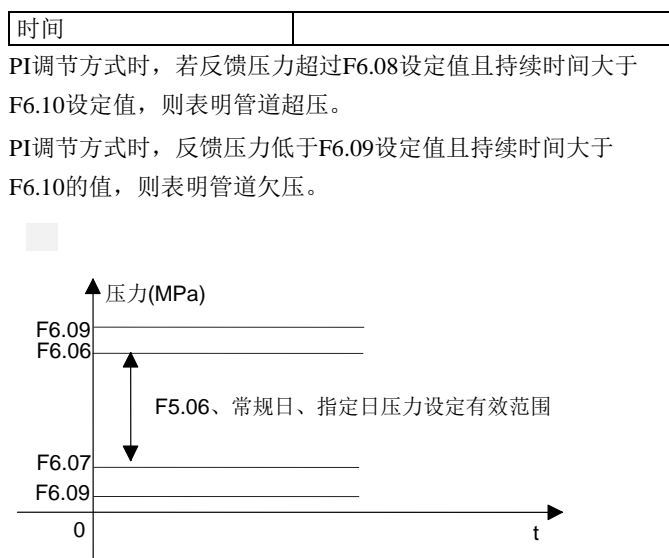 时间
PI调节方式时，若反馈压力超过F6.08设定值且持续时间大于
F6.10设定值，则表明管道超压。
PI调节方式时，反馈压力低于F6.09设定值且持续时间大于
F6.10的值，则表明管道欠压。
压力(MPa)
F6.09
F6.06
F5.06、常规日、指定日压力设定有效范围
F6.07
F6.09
0
t